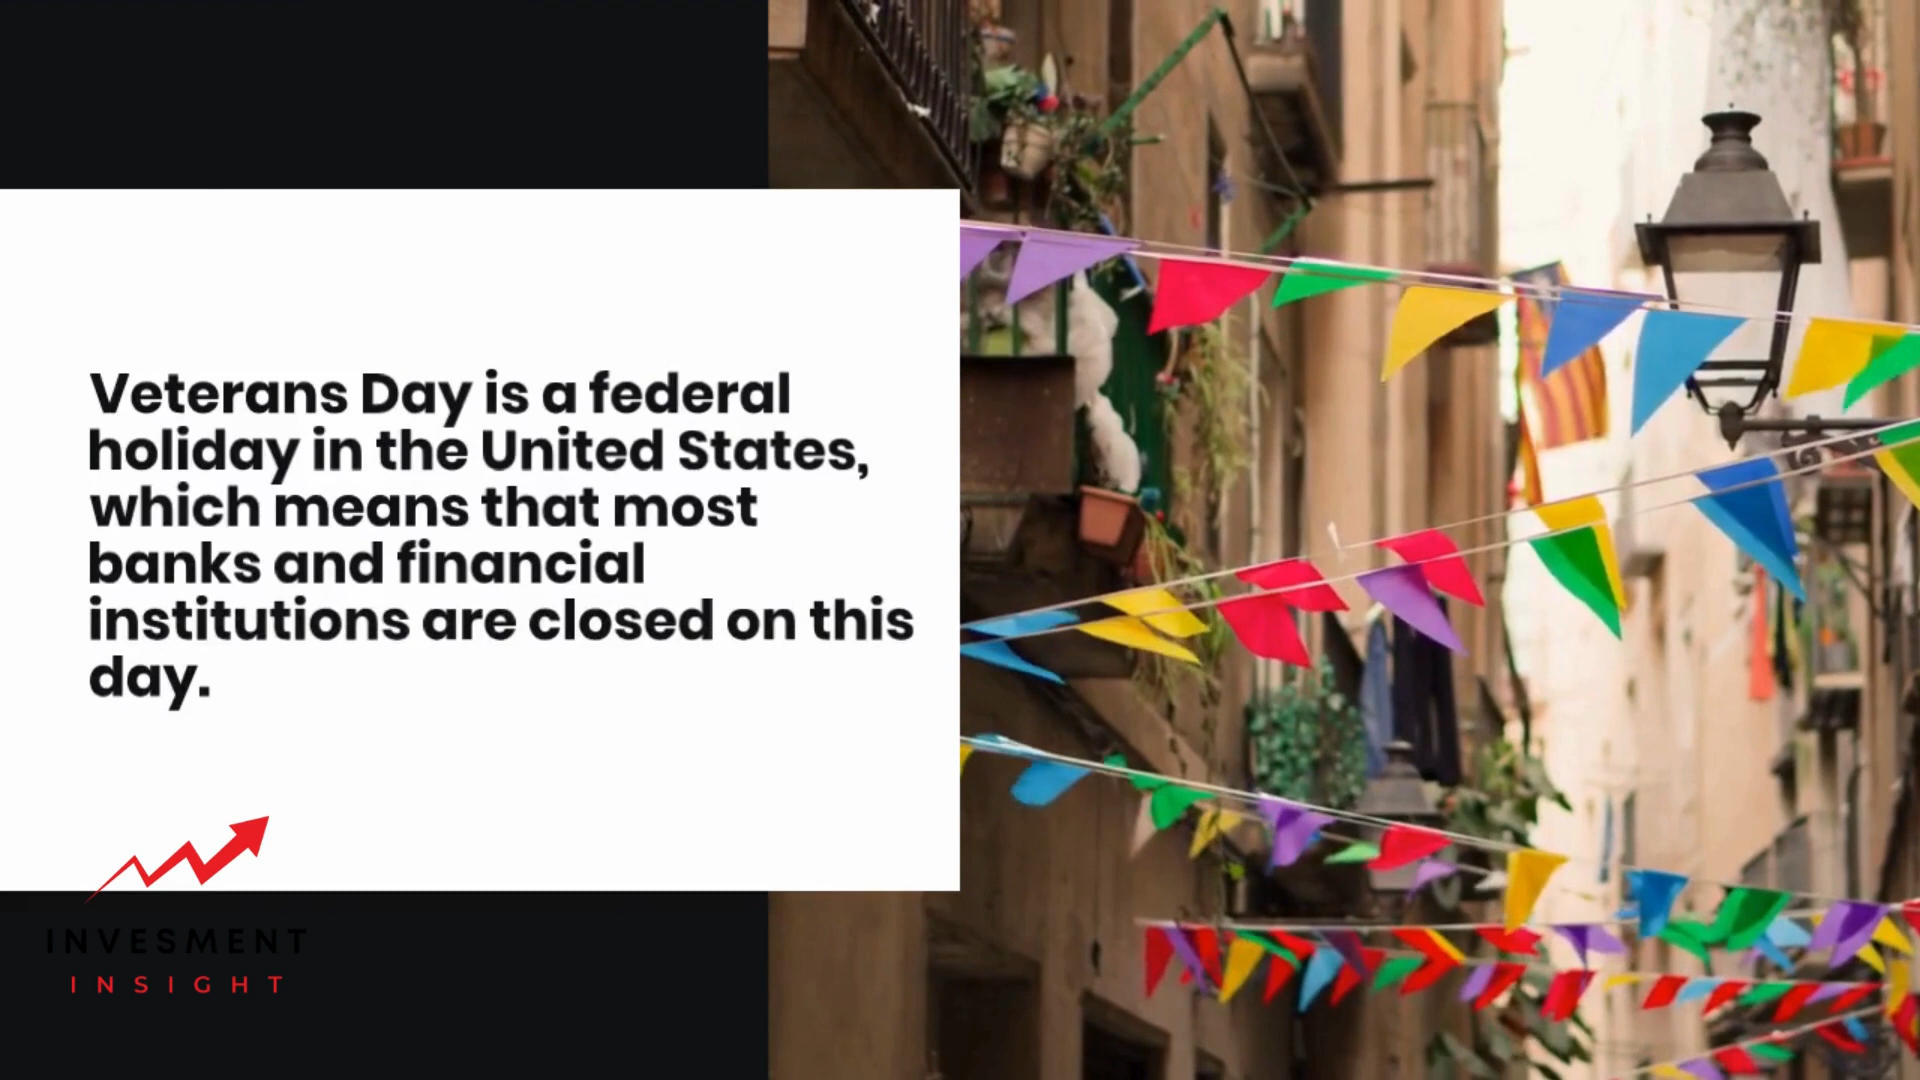 Veterans Day is a federal
holiday in the United States,
which means that most
banks and financial
institutions are closed on this
day.
INVESMENT
INSIGHT